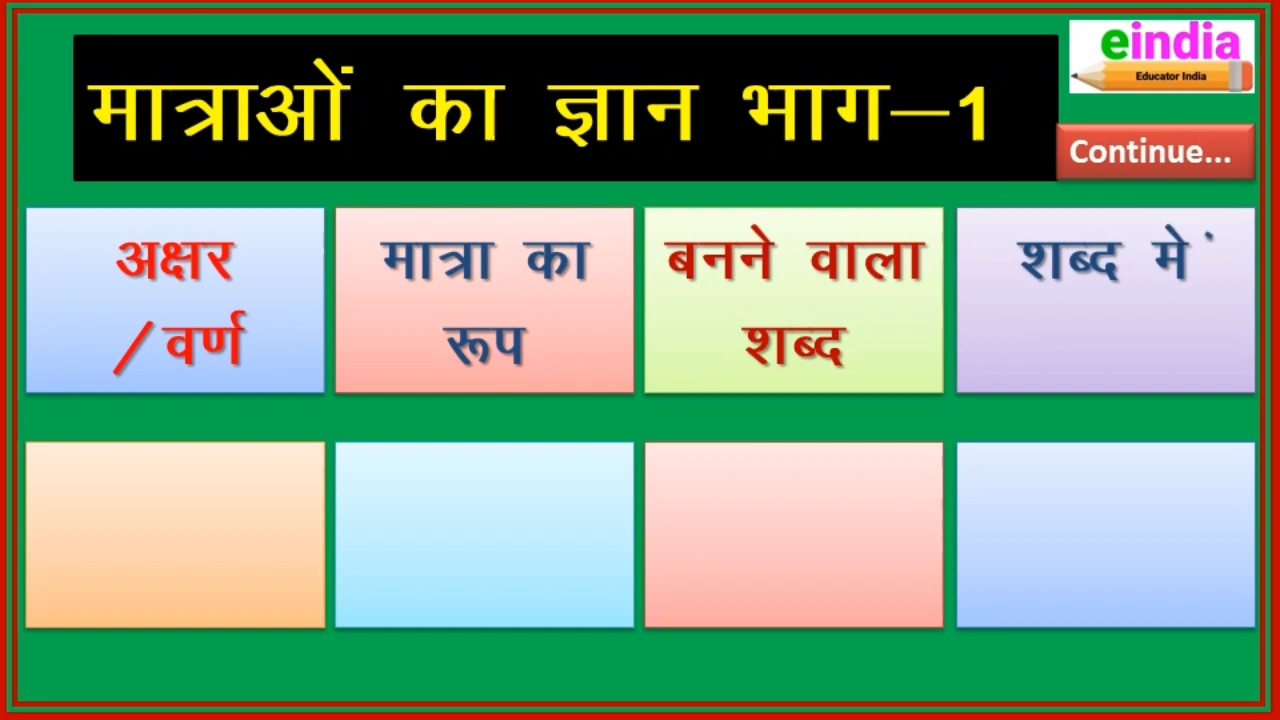 मात्राओं का ज्ञान भाग–1
eindia
Educator India
Continue...
अक्षर
/वर्ण
मात्रा का
रूप
बनने वाला
शब्द
शब्द में